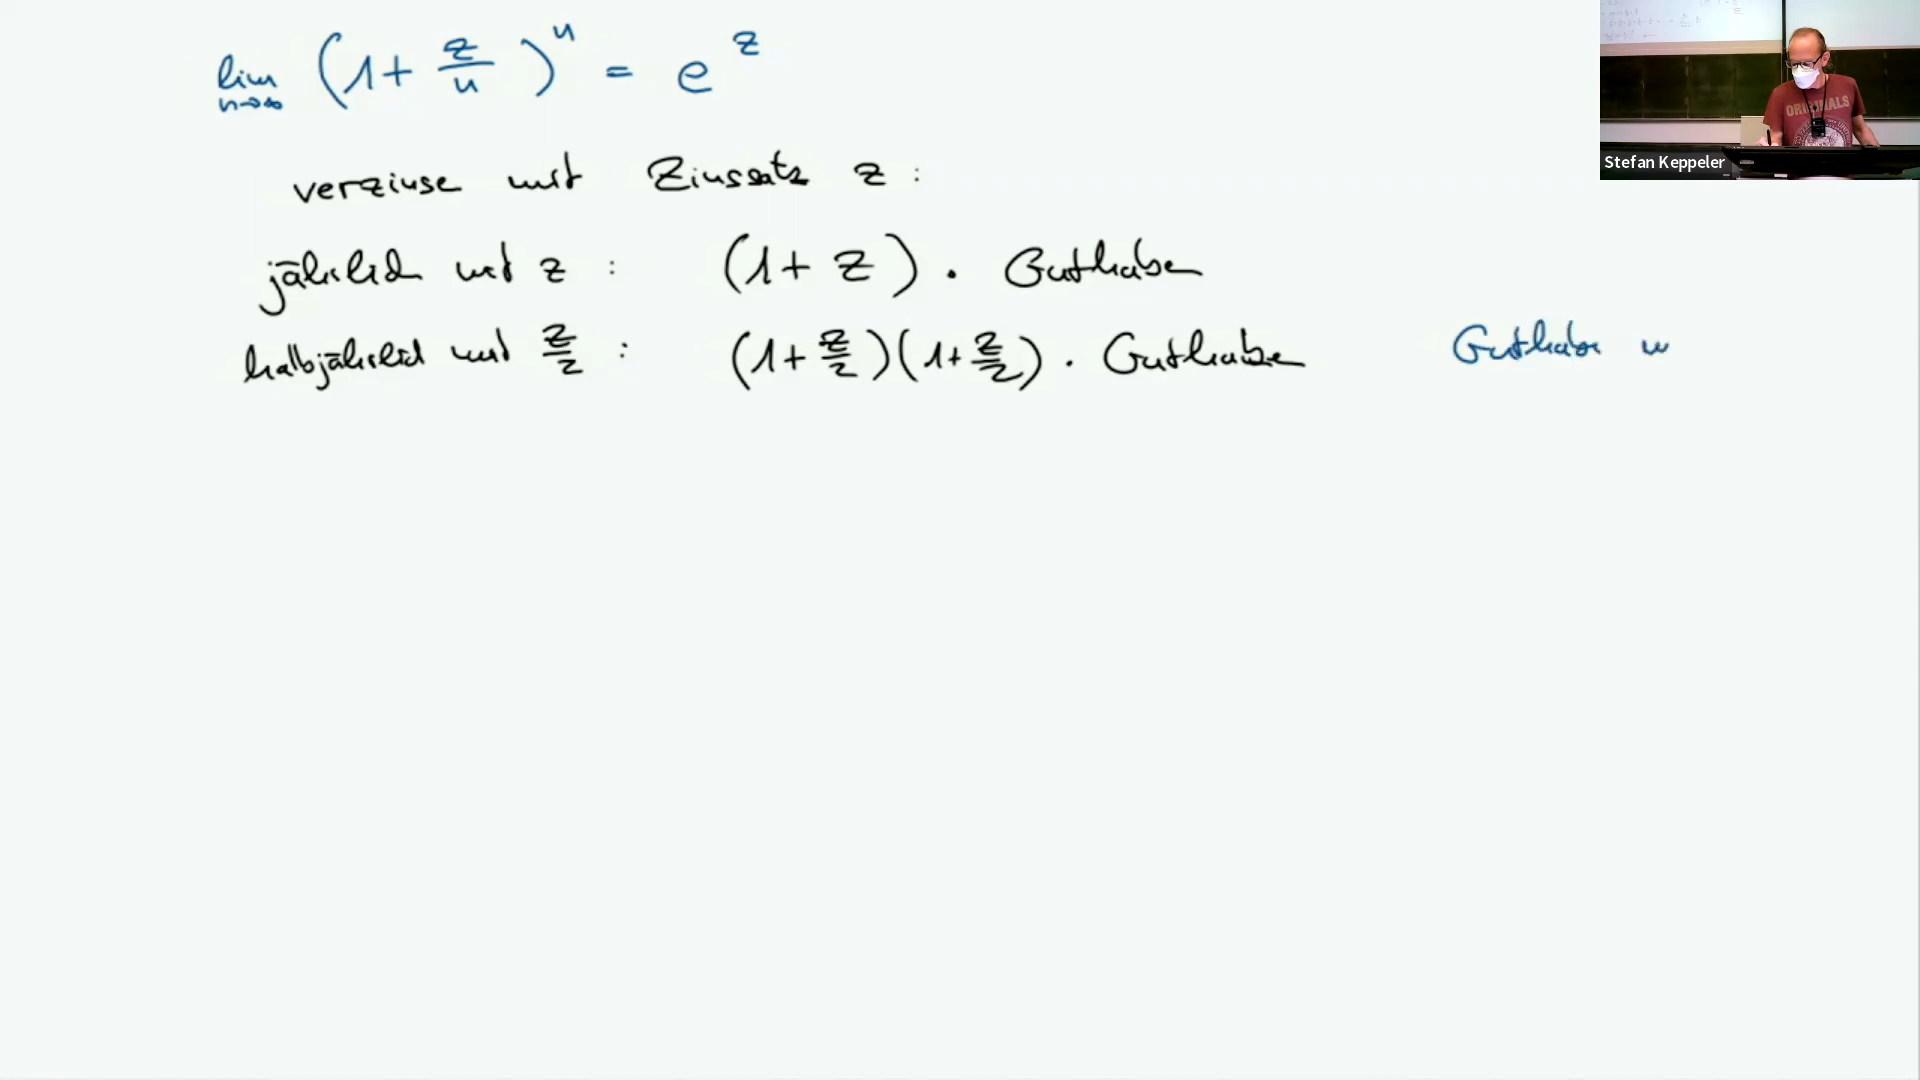 lim n→∞ (1 + z/n)^n = e^z
verzinse mit Zinssatz z :
jährlich mit z : (1 + z) · Guthaben
halbjährlich mit z/2 : (1 + z/2)(1 + z/2) · Guthaben
Guthaben n
ORIGINALS
Stefan Keppeler